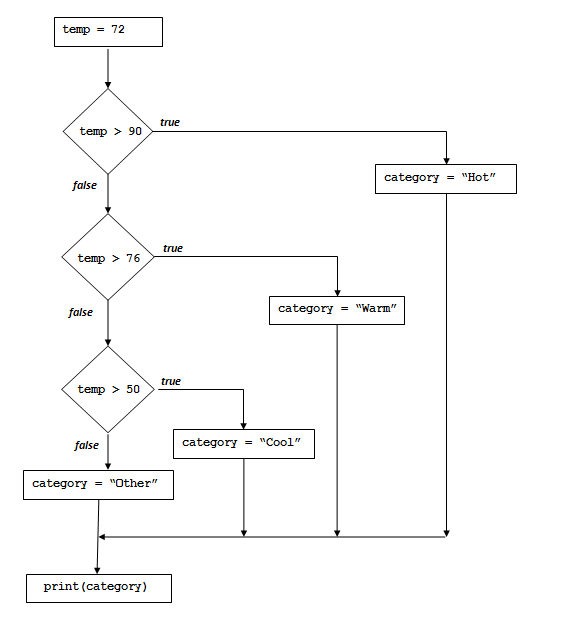 temp = 72
temp > 90
true
category = “Hot”
false
temp > 76
true
category = “Warm”
false
temp > 50
true
category = “Cool”
false
category = “Other”
print(category)